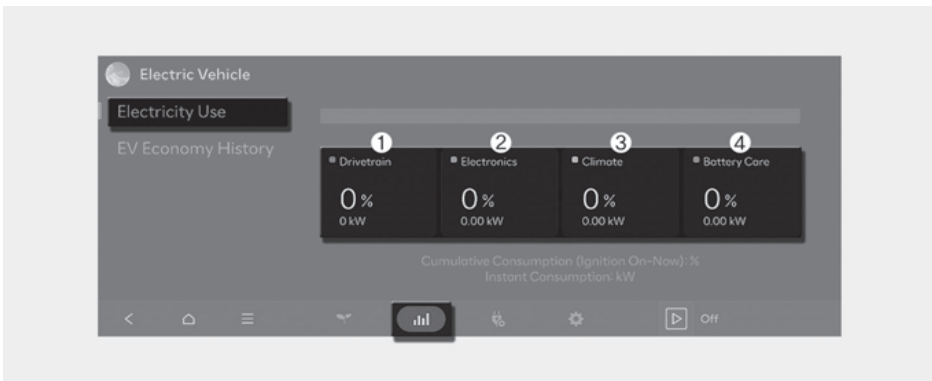 Electric Vehicle
Electricity Use
EV Economy History
1 2 3 4
Drivetrain Electronics Climate Battery Care
0 % 0 % 0 % 0 %
0 kW 0.00 kW 0.00 kW 0.00 kW
Cumulative Consumption (Ignition On-Now): %
Instant Consumption: kW
Off